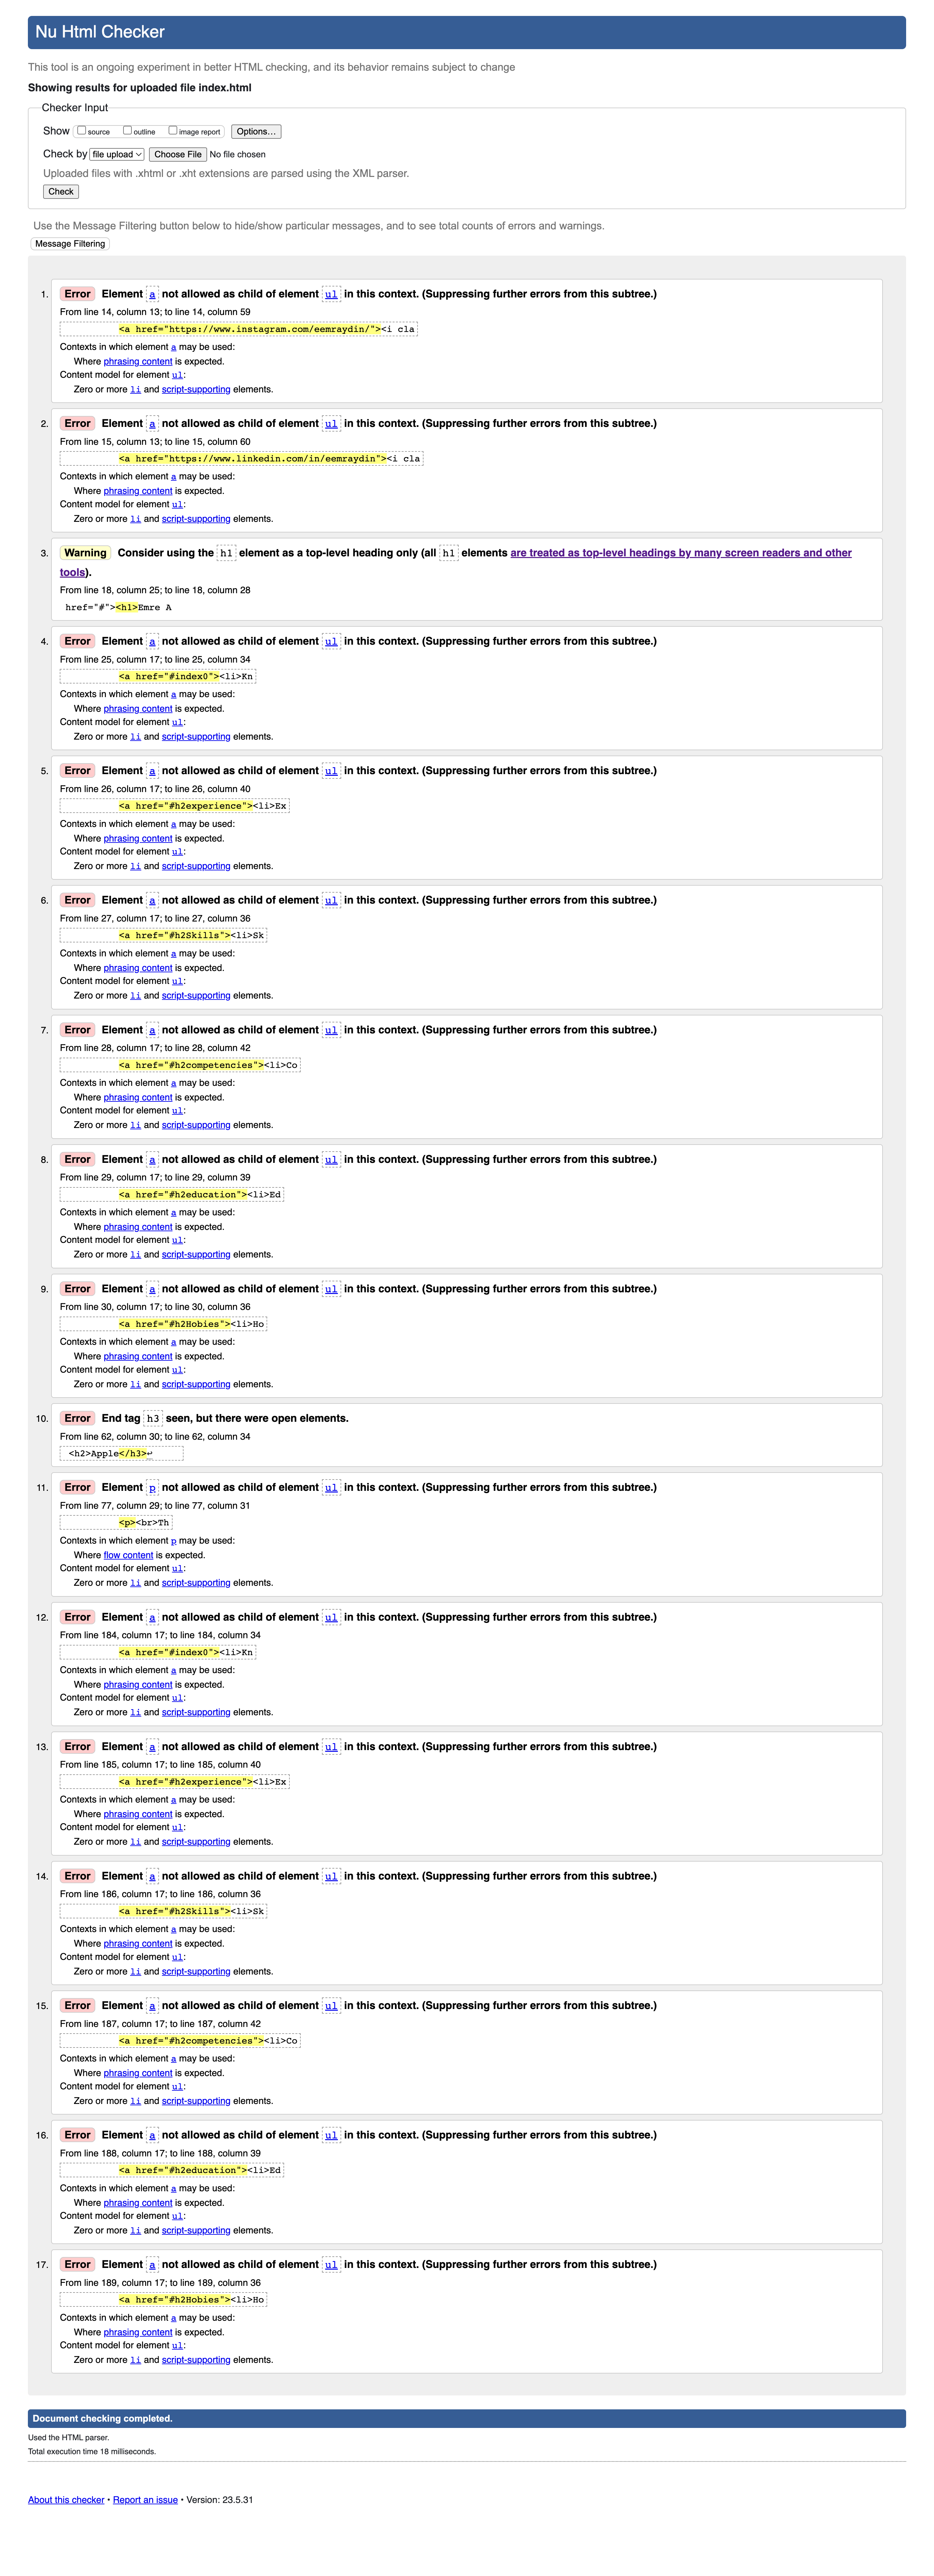 Nu Html Checker
This tool is an ongoing experiment in better HTML checking, and its behavior remains subject to change
Showing results for uploaded file index.html
Checker Input
Show source outline image report Options…
Check by file upload Choose File No file chosen
Uploaded files with .xhtml or .xht extensions are parsed using the XML parser.
Check
Use the Message Filtering button below to hide/show particular messages, and to see total counts of errors and warnings.
Message Filtering
1. Error Element a not allowed as child of element ul in this context. (Suppressing further errors from this subtree.)
From line 14, column 13; to line 14, column 59
<a href="https://www.instagram.com/eemraydin/"><i cla
Contexts in which element a may be used:
Where phrasing content is expected.
Content model for element ul:
Zero or more li and script-supporting elements.
2. Error Element a not allowed as child of element ul in this context. (Suppressing further errors from this subtree.)
From line 15, column 13; to line 15, column 60
<a href="https://www.linkedin.com/in/eemraydin"><i cla
Contexts in which element a may be used:
Where phrasing content is expected.
Content model for element ul:
Zero or more li and script-supporting elements.
3. Warning Consider using the h1 element as a top-level heading only (all h1 elements are treated as top-level headings by many screen readers and other
tools).
From line 18, column 25; to line 18, column 28
href="#"><h1>Emre A
4. Error Element a not allowed as child of element ul in this context. (Suppressing further errors from this subtree.)
From line 25, column 17; to line 25, column 34
<a href="#index0"><li>Kn
Contexts in which element a may be used:
Where phrasing content is expected.
Content model for element ul:
Zero or more li and script-supporting elements.
5. Error Element a not allowed as child of element ul in this context. (Suppressing further errors from this subtree.)
From line 26, column 17; to line 26, column 40
<a href="#h2experience"><li>Ex
Contexts in which element a may be used:
Where phrasing content is expected.
Content model for element ul:
Zero or more li and script-supporting elements.
6. Error Element a not allowed as child of element ul in this context. (Suppressing further errors from this subtree.)
From line 27, column 17; to line 27, column 36
<a href="#h2Skills"><li>Sk
Contexts in which element a may be used:
Where phrasing content is expected.
Content model for element ul:
Zero or more li and script-supporting elements.
7. Error Element a not allowed as child of element ul in this context. (Suppressing further errors from this subtree.)
From line 28, column 17; to line 28, column 42
<a href="#h2competencies"><li>Co
Contexts in which element a may be used:
Where phrasing content is expected.
Content model for element ul:
Zero or more li and script-supporting elements.
8. Error Element a not allowed as child of element ul in this context. (Suppressing further errors from this subtree.)
From line 29, column 17; to line 29, column 39
<a href="#h2education"><li>Ed
Contexts in which element a may be used:
Where phrasing content is expected.
Content model for element ul:
Zero or more li and script-supporting elements.
9. Error Element a not allowed as child of element ul in this context. (Suppressing further errors from this subtree.)
From line 30, column 17; to line 30, column 36
<a href="#h2Hobies"><li>Ho
Contexts in which element a may be used:
Where phrasing content is expected.
Content model for element ul:
Zero or more li and script-supporting elements.
10. Error End tag h3 seen, but there were open elements.
From line 62, column 30; to line 62, column 34
<h2>Apple</h3>↩
11. Error Element p not allowed as child of element ul in this context. (Suppressing further errors from this subtree.)
From line 77, column 29; to line 77, column 31
<p><br>Th
Contexts in which element p may be used:
Where flow content is expected.
Content model for element ul:
Zero or more li and script-supporting elements.
12. Error Element a not allowed as child of element ul in this context. (Suppressing further errors from this subtree.)
From line 184, column 17; to line 184, column 34
<a href="#index0"><li>Kn
Contexts in which element a may be used:
Where phrasing content is expected.
Content model for element ul:
Zero or more li and script-supporting elements.
13. Error Element a not allowed as child of element ul in this context. (Suppressing further errors from this subtree.)
From line 185, column 17; to line 185, column 40
<a href="#h2experience"><li>Ex
Contexts in which element a may be used:
Where phrasing content is expected.
Content model for element ul:
Zero or more li and script-supporting elements.
14. Error Element a not allowed as child of element ul in this context. (Suppressing further errors from this subtree.)
From line 186, column 17; to line 186, column 36
<a href="#h2Skills"><li>Sk
Contexts in which element a may be used:
Where phrasing content is expected.
Content model for element ul:
Zero or more li and script-supporting elements.
15. Error Element a not allowed as child of element ul in this context. (Suppressing further errors from this subtree.)
From line 187, column 17; to line 187, column 42
<a href="#h2competencies"><li>Co
Contexts in which element a may be used:
Where phrasing content is expected.
Content model for element ul:
Zero or more li and script-supporting elements.
16. Error Element a not allowed as child of element ul in this context. (Suppressing further errors from this subtree.)
From line 188, column 17; to line 188, column 39
<a href="#h2education"><li>Ed
Contexts in which element a may be used:
Where phrasing content is expected.
Content model for element ul:
Zero or more li and script-supporting elements.
17. Error Element a not allowed as child of element ul in this context. (Suppressing further errors from this subtree.)
From line 189, column 17; to line 189, column 36
<a href="#h2Hobies"><li>Ho
Contexts in which element a may be used:
Where phrasing content is expected.
Content model for element ul:
Zero or more li and script-supporting elements.
Document checking completed.
Used the HTML parser.
Total execution time 18 milliseconds.
About this checker • Report an issue • Version: 23.5.31